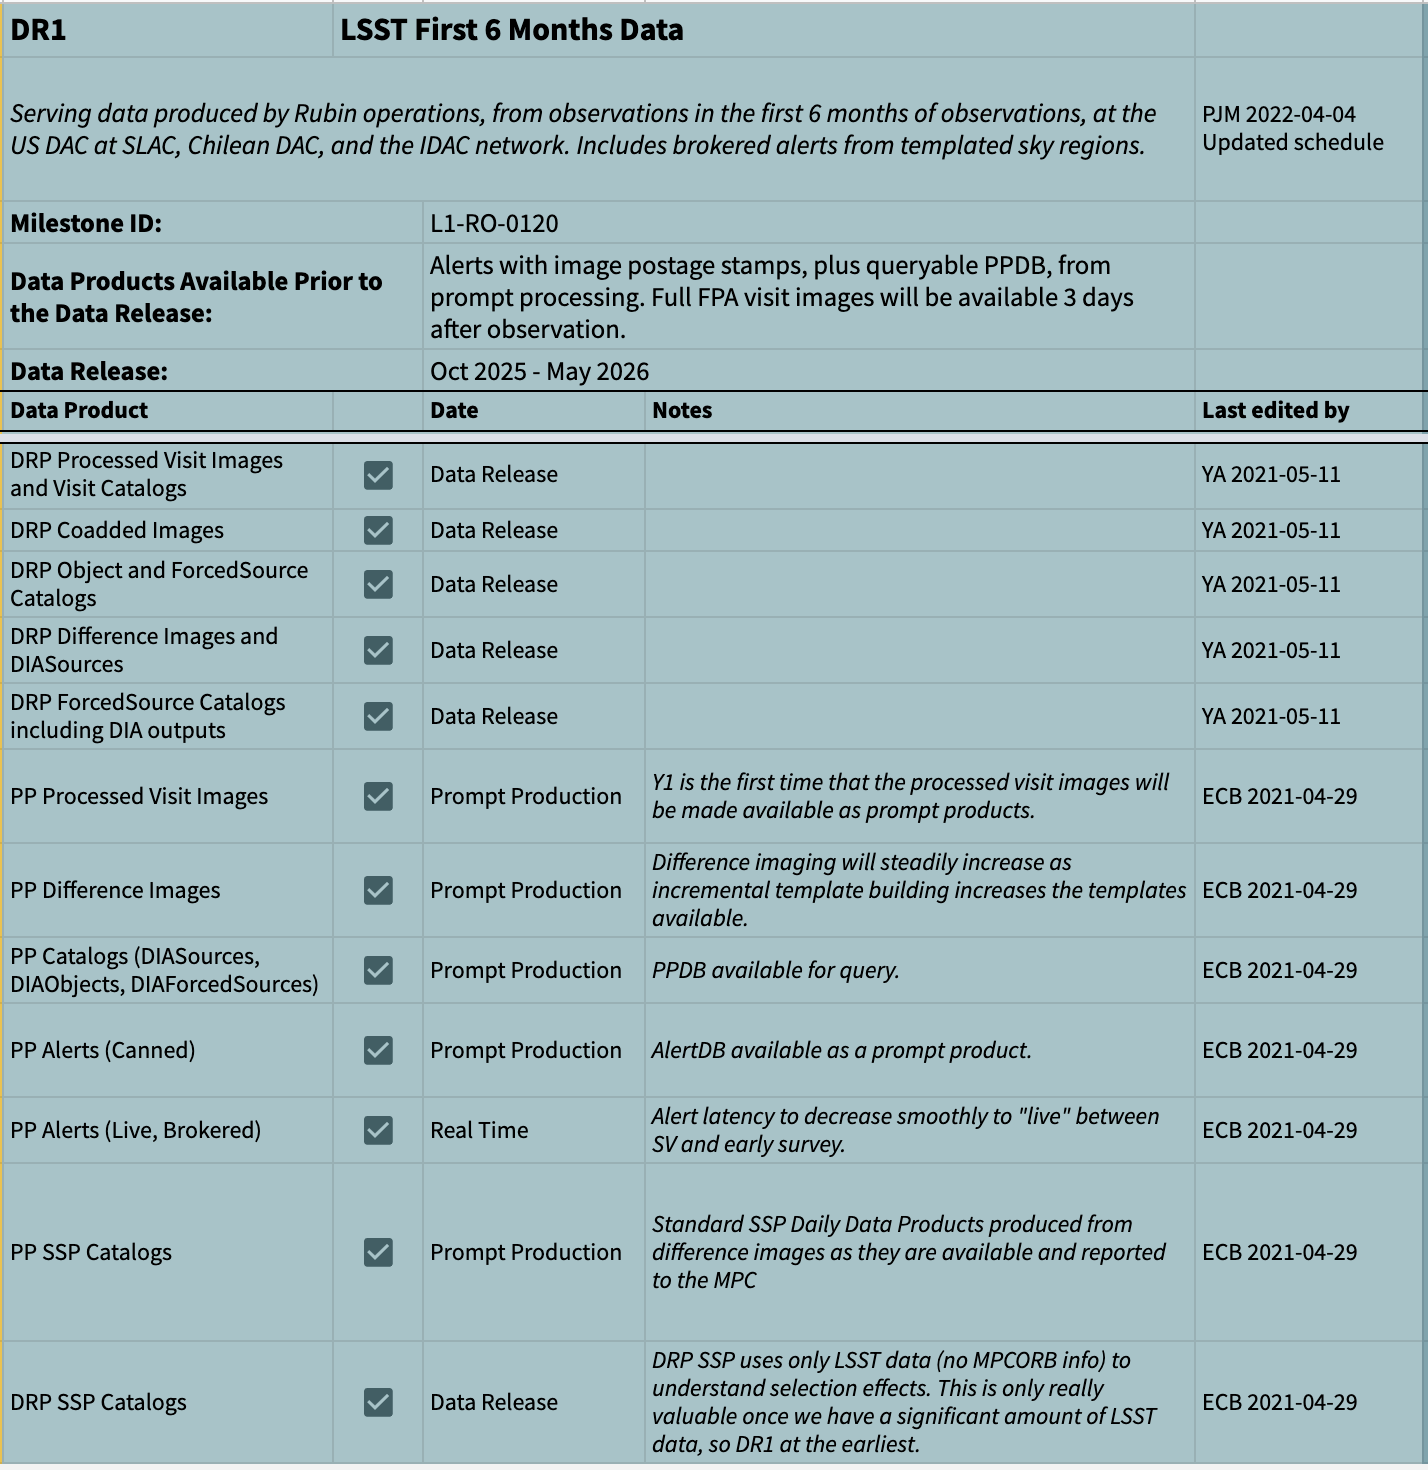 DR1
LSST First 6 Months Data
Serving data produced by Rubin operations, from observations in the first 6 months of observations, at the
US DAC at SLAC, Chilean DAC, and the IDAC network. Includes brokered alerts from templated sky regions.
PJM 2022-04-04
Updated schedule
Milestone ID:
L1-RO-0120
Data Products Available Prior to
the Data Release:
Alerts with image postage stamps, plus queryable PPDB, from
prompt processing. Full FPA visit images will be available 3 days
after observation.
Data Release:
Oct 2025 - May 2026
Data Product
Date
Notes
Last edited by
DRP Processed Visit Images
and Visit Catalogs
Data Release
YA 2021-05-11
DRP Coadded Images
Data Release
YA 2021-05-11
DRP Object and ForcedSource
Catalogs
Data Release
YA 2021-05-11
DRP Difference Images and
DIASources
Data Release
YA 2021-05-11
DRP ForcedSource Catalogs
including DIA outputs
Data Release
YA 2021-05-11
PP Processed Visit Images
Prompt Production
Y1 is the first time that the processed visit images will
be made available as prompt products.
ECB 2021-04-29
PP Difference Images
Prompt Production
Difference imaging will steadily increase as
incremental template building increases the templates
available.
ECB 2021-04-29
PP Catalogs (DIASources,
DIAObjects, DIAForcedSources)
Prompt Production
PPDB available for query.
ECB 2021-04-29
PP Alerts (Canned)
Prompt Production
AlertDB available as a prompt product.
ECB 2021-04-29
PP Alerts (Live, Brokered)
Real Time
Alert latency to decrease smoothly to "live" between
SV and early survey.
ECB 2021-04-29
PP SSP Catalogs
Prompt Production
Standard SSP Daily Data Products produced from
difference images as they are available and reported
to the MPC
ECB 2021-04-29
DRP SSP Catalogs
Data Release
DRP SSP uses only LSST data (no MPCORB info) to
understand selection effects. This is only really
valuable once we have a significant amount of LSST
data, so DR1 at the earliest.
ECB 2021-04-29